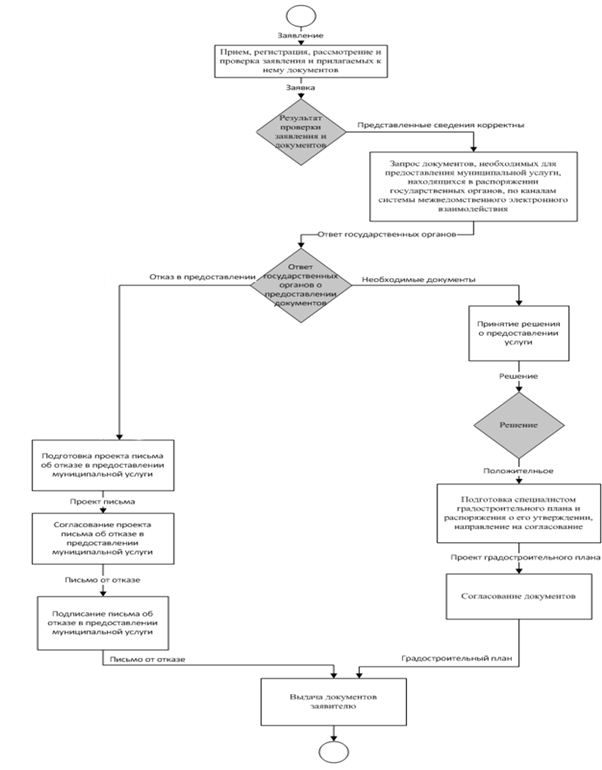 Заявление
Прием, регистрация, рассмотрение и
проверка заявления и прилагаемых к
нему документов
Заявка
Результат
проверки
заявления и
документов
Представленные сведения корректны
Запрос документов, необходимых для
предоставления муниципальной услуги,
находящихся в распоряжении
государственных органов, по каналам
системы межведомственного электронного
взаимодействия
Ответ государственных органов
Ответ
государственных
органов о
предоставлении
документов
Отказ в предоставлении
Необходимые документы
Принятие решения
о предоставлении
услуги
Решение
Решение
Положителньое
Подготовка проекта письма
об отказе в предоставлении
муниципальной услуги
Проект письма
Согласование проекта
письма об отказе в
предоставлении
муниципальной услуги
Письмо от отказе
Подписание письма об
отказе в предоставлении
муниципальной услуги
Письмо от отказе
Подготовка специалистом
градостроительного плана и
распоряжения о его утверждении,
направление на согласование
Проект градостроительного плана
Согласование документов
Градостроительный план
Выдача документов
заявителю